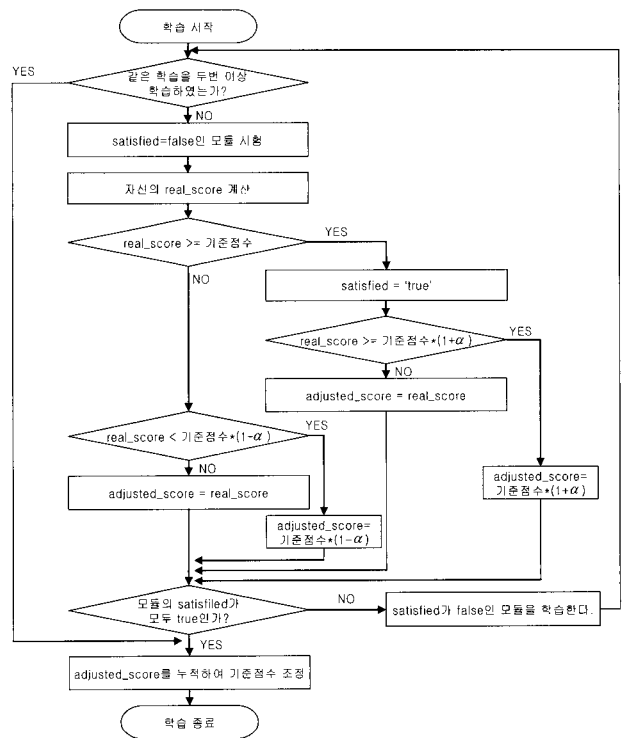 학습 시작
YES
같은 학습을 두번 이상
학습하였는가?
NO
satisfied=false인 모듈 시험
자신의 real_score 계산
real_score >= 기준점수
YES
NO
satisfied = 'true'
real_score >= 기준점수*(1+α)
YES
NO
adjusted_score = real_score
real_score < 기준점수*(1-α)
YES
NO
adjusted_score = real_score
adjusted_score=
기준점수*(1+α)
adjusted_score=
기준점수*(1-α)
모듈의 satisfiled가
모두 true인가?
NO
satisfied가 false인 모듈을 학습한다.
YES
adjusted_score를 누적하여 기준점수 조정
학습 종료